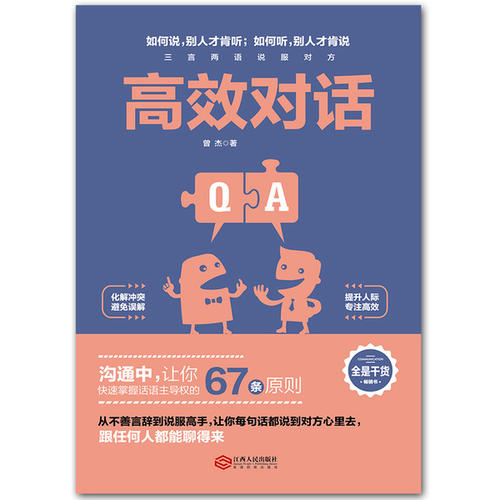 如何说,别人才肯听;如何听,别人才肯说
三言两语说服对方
高效对话
曾 杰 ◎ 著
Q A
化解冲突
避免误解
提升人际
专注高效
COMMUNICATION
全是干货
畅销书
沟通中,让你
快速掌握话语主导权的
67条原则
从不善言辞到说服高手,让你每句话都说到对方心里去,
跟任何人都能聊得来
江西人民出版社